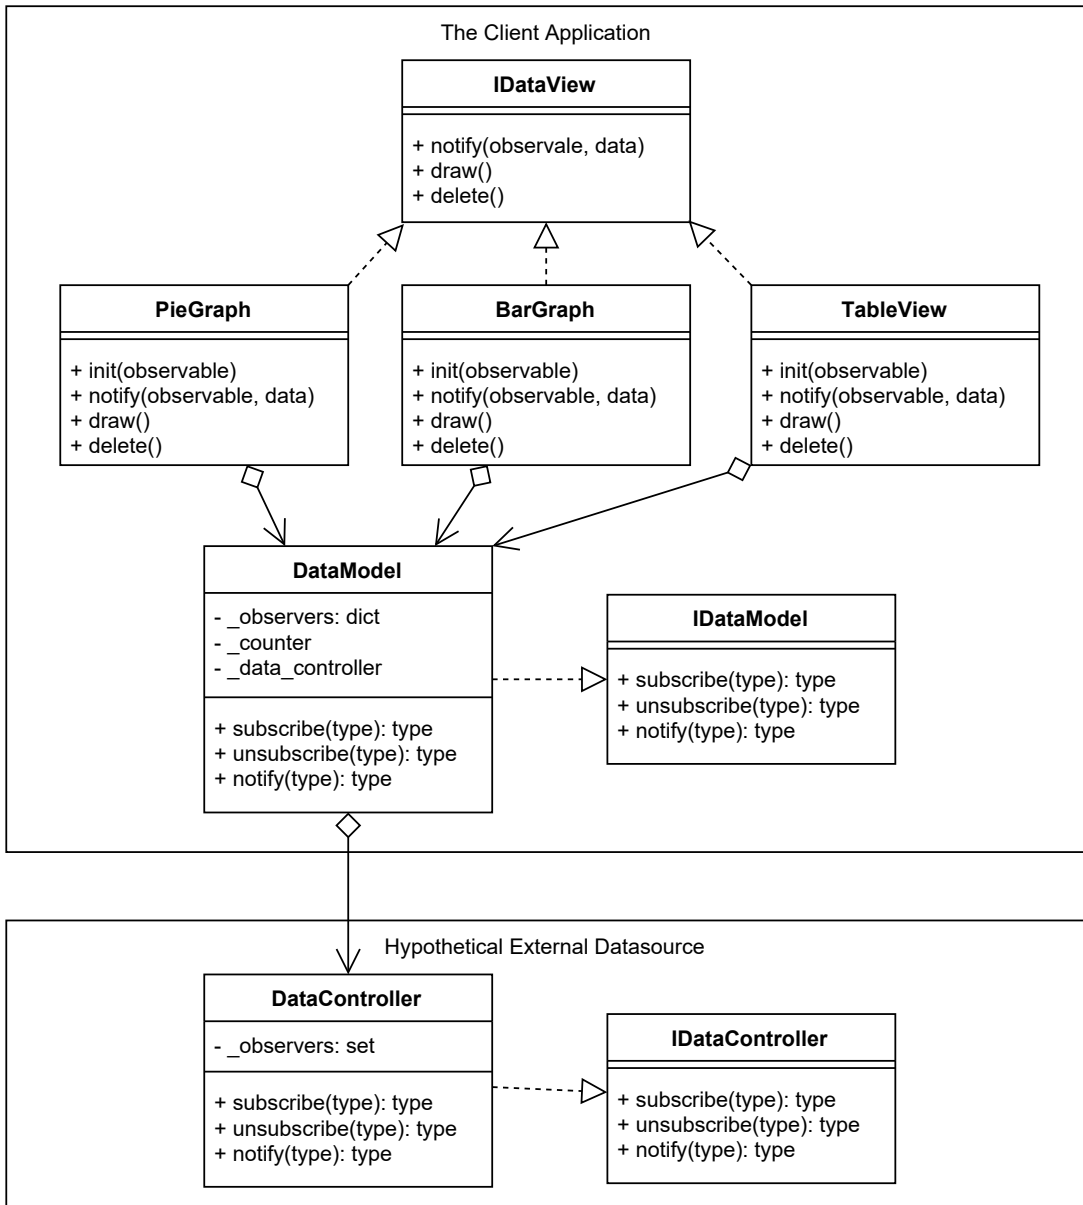 The Client Application
IDataView
+ notify(observale, data)
+ draw()
+ delete()
PieGraph
+ init(observable)
+ notify(observable, data)
+ draw()
+ delete()
BarGraph
+ init(observable)
+ notify(observable, data)
+ draw()
+ delete()
TableView
+ init(observable)
+ notify(observable, data)
+ draw()
+ delete()
DataModel
- _observers: dict
- _counter
- _data_controller
+ subscribe(type): type
+ unsubscribe(type): type
+ notify(type): type
IDataModel
+ subscribe(type): type
+ unsubscribe(type): type
+ notify(type): type
Hypothetical External Datasource
DataController
- _observers: set
+ subscribe(type): type
+ unsubscribe(type): type
+ notify(type): type
IDataController
+ subscribe(type): type
+ unsubscribe(type): type
+ notify(type): type